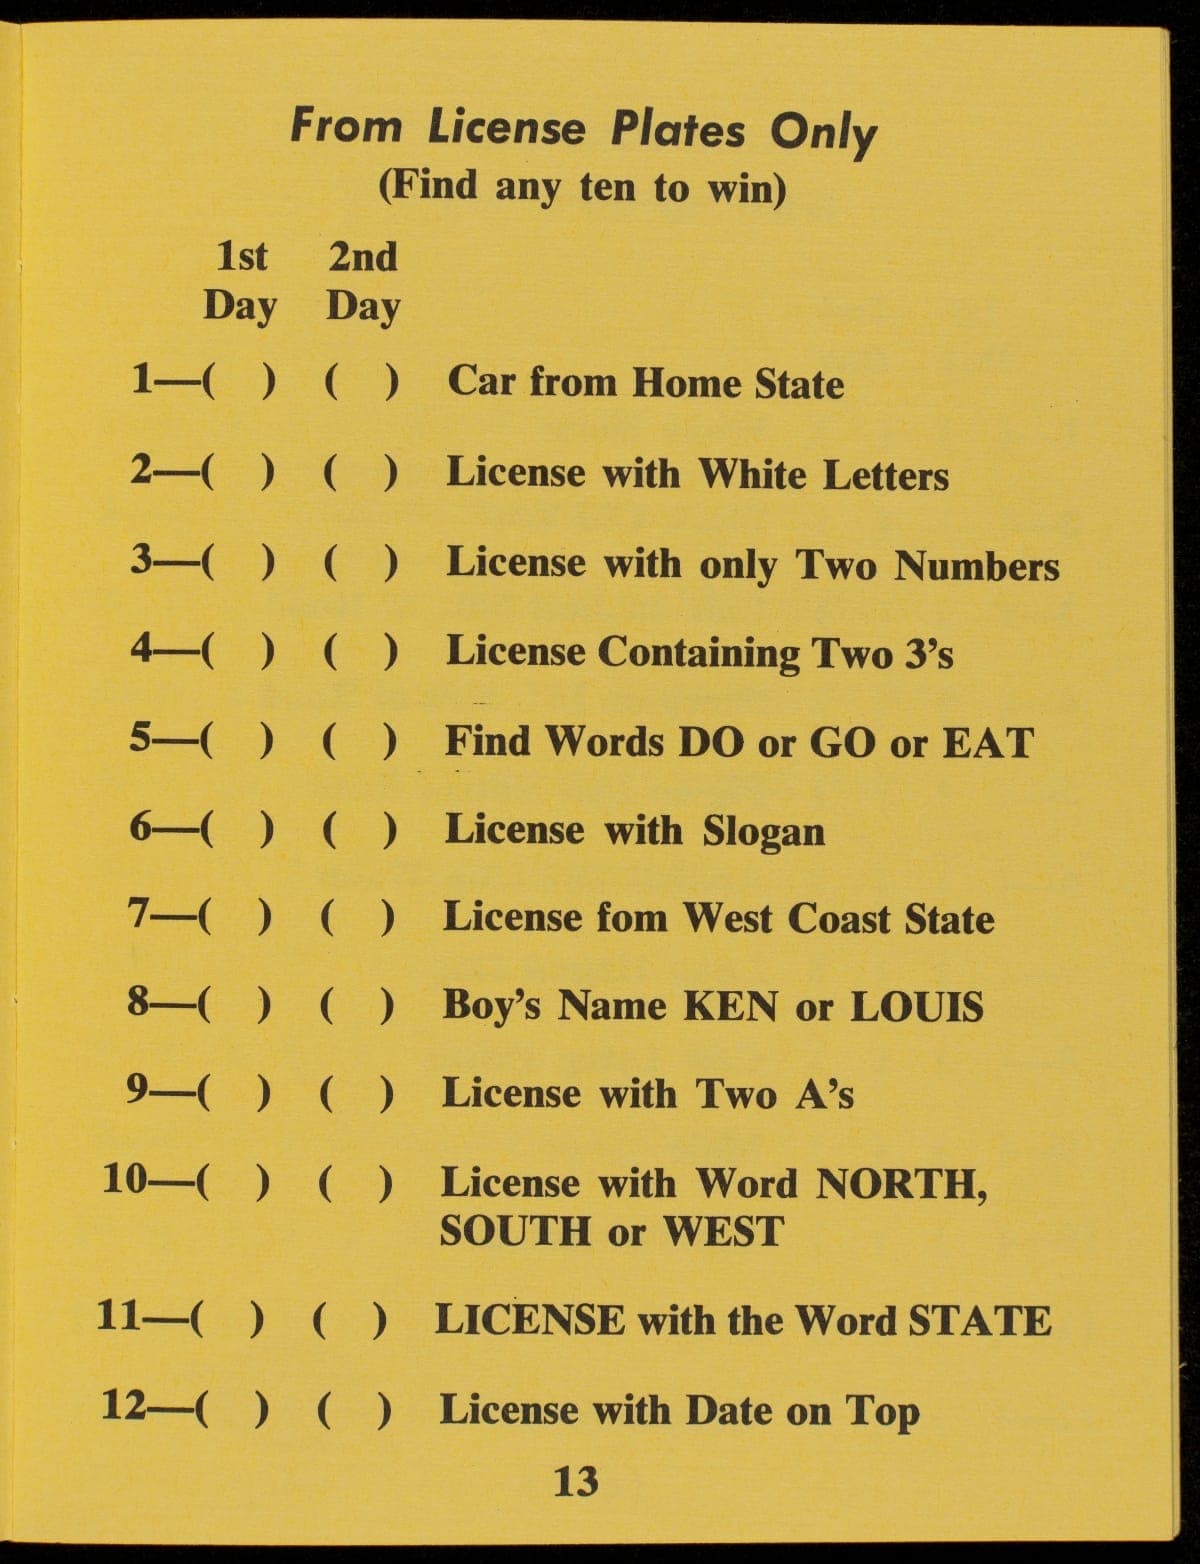 From License Plates Only
(Find any ten to win)
1st 2nd
Day Day
1—( ) ( ) Car from Home State
2—( ) ( ) License with White Letters
3—( ) ( ) License with only Two Numbers
4—( ) ( ) License Containing Two 3’s
5—( ) ( ) Find Words DO or GO or EAT
6—( ) ( ) License with Slogan
7—( ) ( ) License fom West Coast State
8—( ) ( ) Boy’s Name KEN or LOUIS
9—( ) ( ) License with Two A’s
10—( ) ( ) License with Word NORTH,
SOUTH or WEST
11—( ) ( ) LICENSE with the Word STATE
12—( ) ( ) License with Date on Top
13